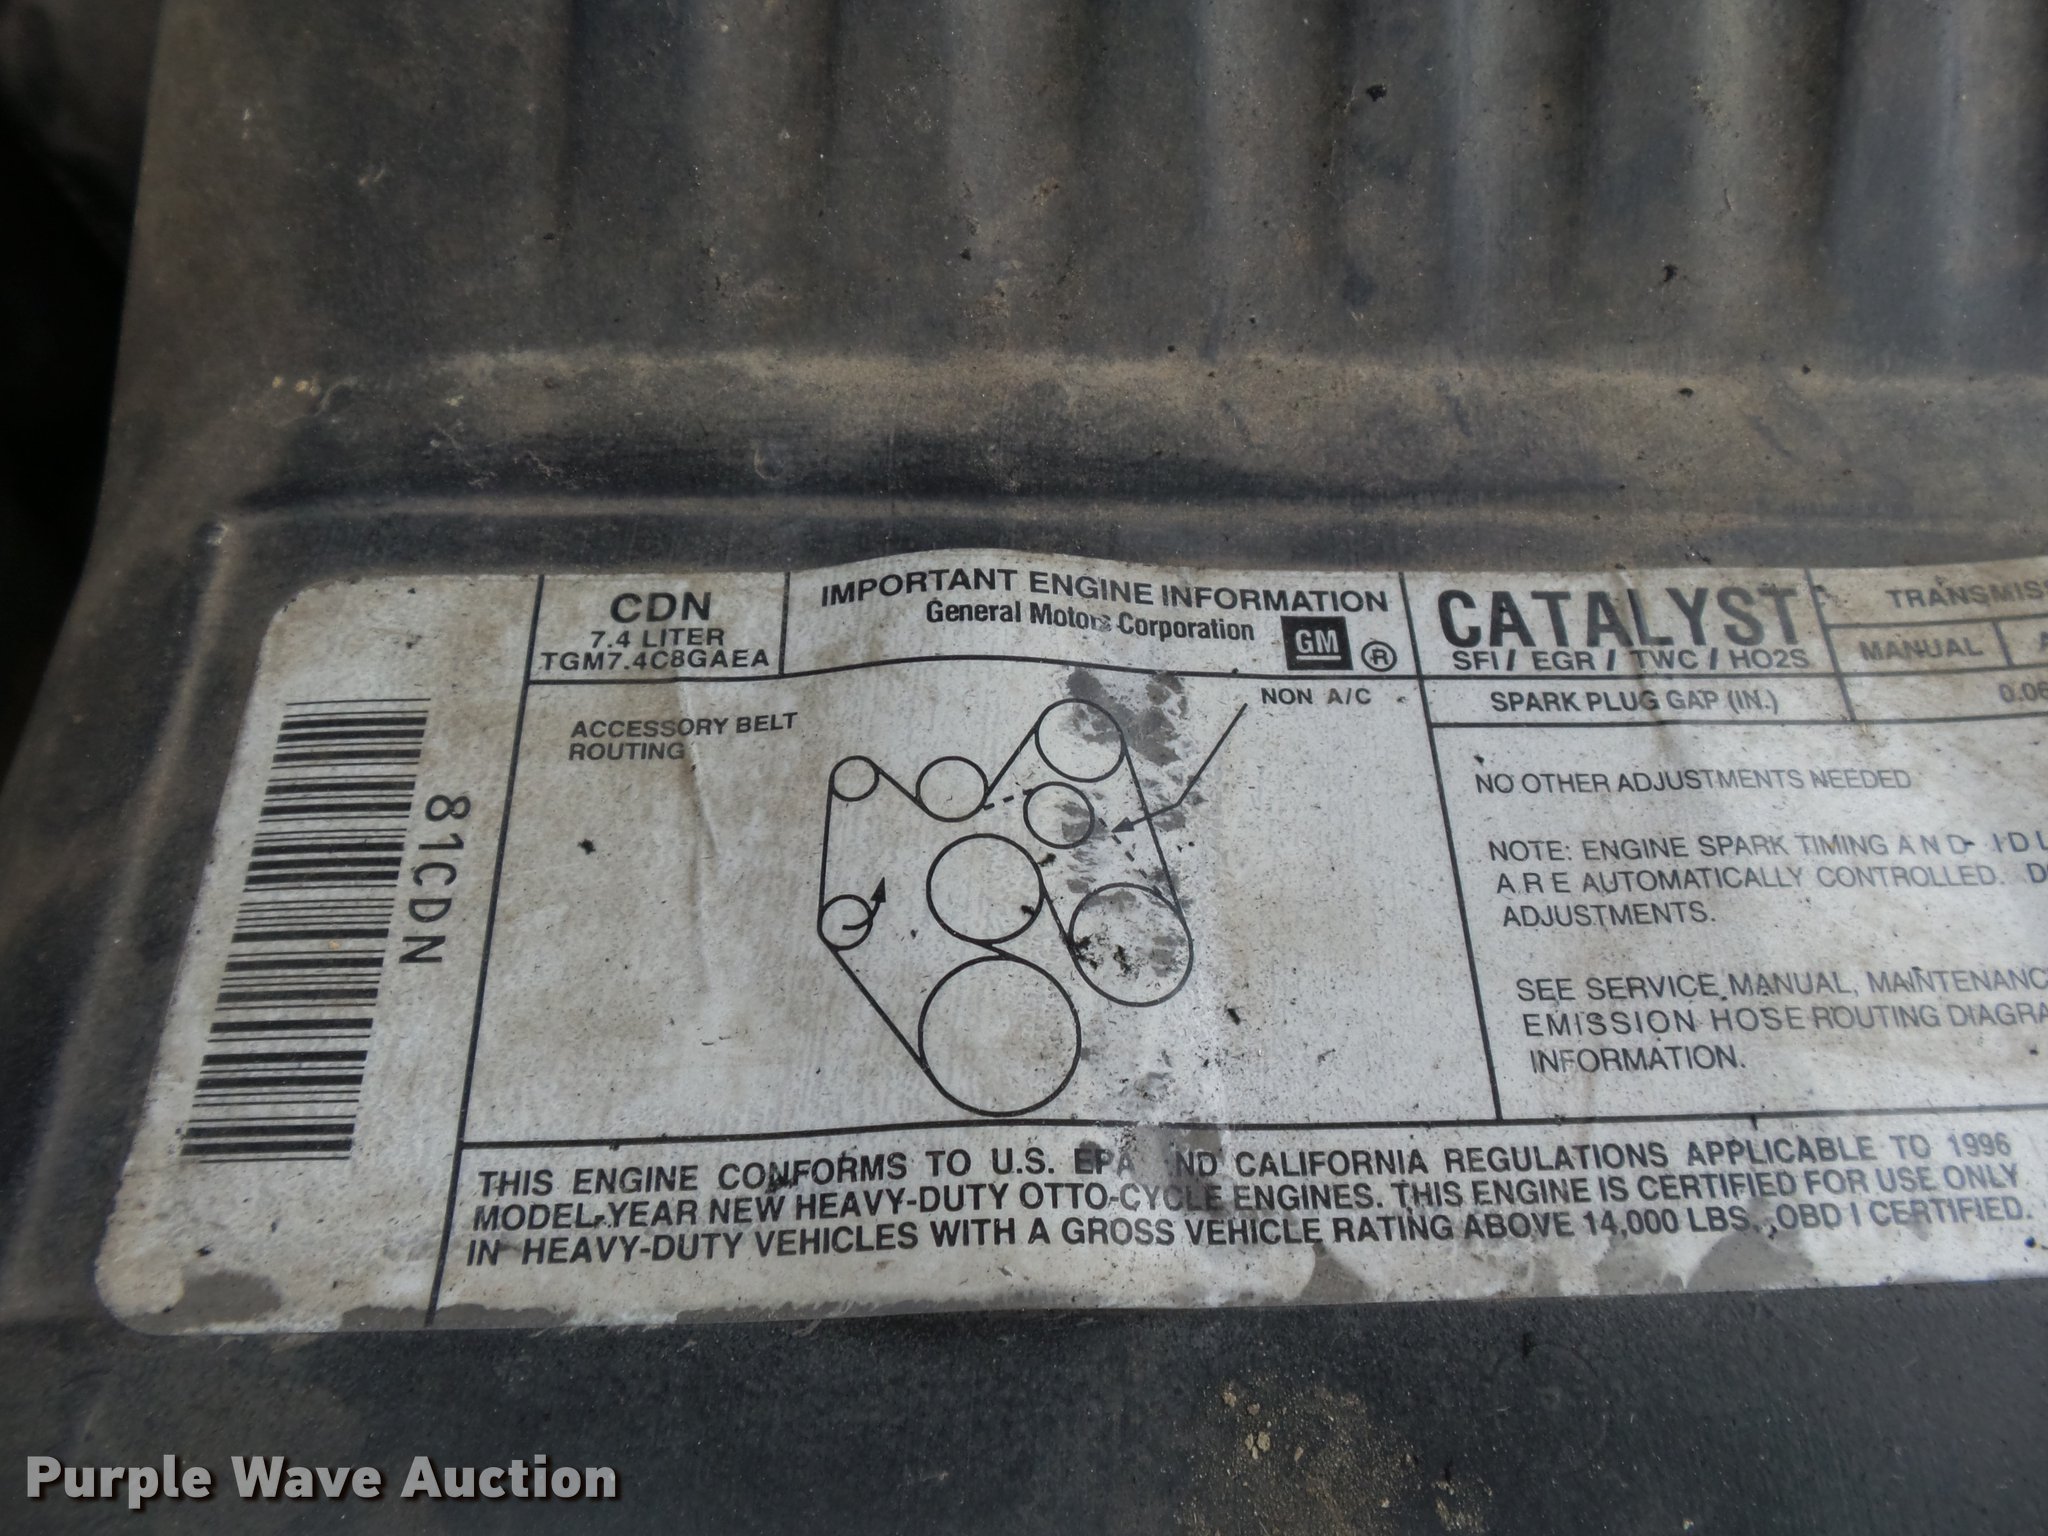 CDN
7.4 LITER
TGM7.4C8GAEA
IMPORTANT ENGINE INFORMATION
General Motors Corporation
GM
®
CATALYST
SFI / EGR / TWC / HO2S
MANUAL
SPARK PLUG GAP (IN.)
81CDN
ACCESSORY BELT
ROUTING
NON A/C
NO OTHER ADJUSTMENTS NEEDED
NOTE: ENGINE SPARK TIMING AND
ARE AUTOMATICALLY CONTROLLED.
ADJUSTMENTS.
SEE SERVICE MANUAL,
EMISSION HOSE ROUTING
INFORMATION.
THIS ENGINE CONFORMS TO U.S. EPA CALIFORNIA REGULATIONS APPLICABLE TO 1996
MODEL-YEAR NEW HEAVY-DUTY OTTO-CYCLE ENGINES. THIS ENGINE IS CERTIFIED FOR USE ONLY
IN HEAVY-DUTY VEHICLES WITH A GROSS VEHICLE RATING ABOVE 14,000 LBS. OBD I CERTIFIED.
Purple Wave Auction